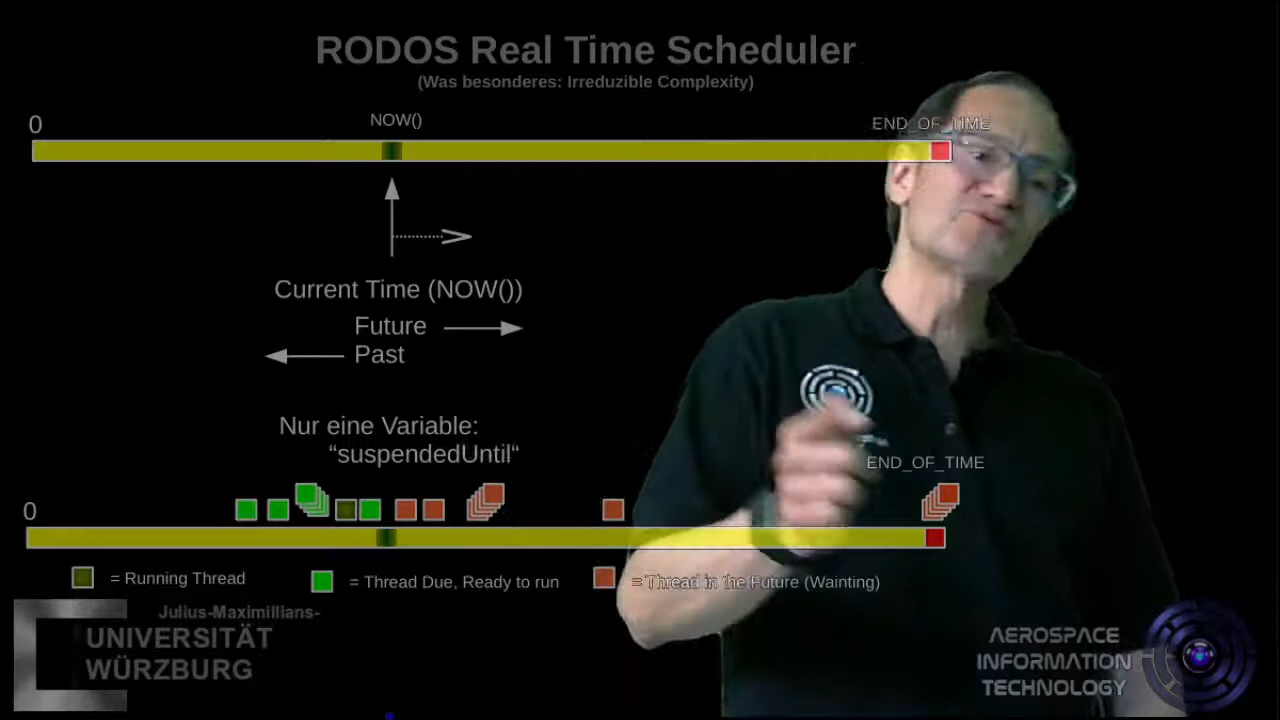 RODOS Real Time Scheduler
(Was besonderes: Irreduzible Complexity)
0
NOW()
END_OF_TIME
Current Time (NOW())
Future
Past
Nur eine Variable:
“suspendedUntil“
END_OF_TIME
0
= Running Thread
= Thread Due, Ready to run
= Thread in the Future (Wainting)
Julius-Maximillians-
UNIVERSITÄT
WÜRZBURG
AEROSPACE
INFORMATION
TECHNOLOGY